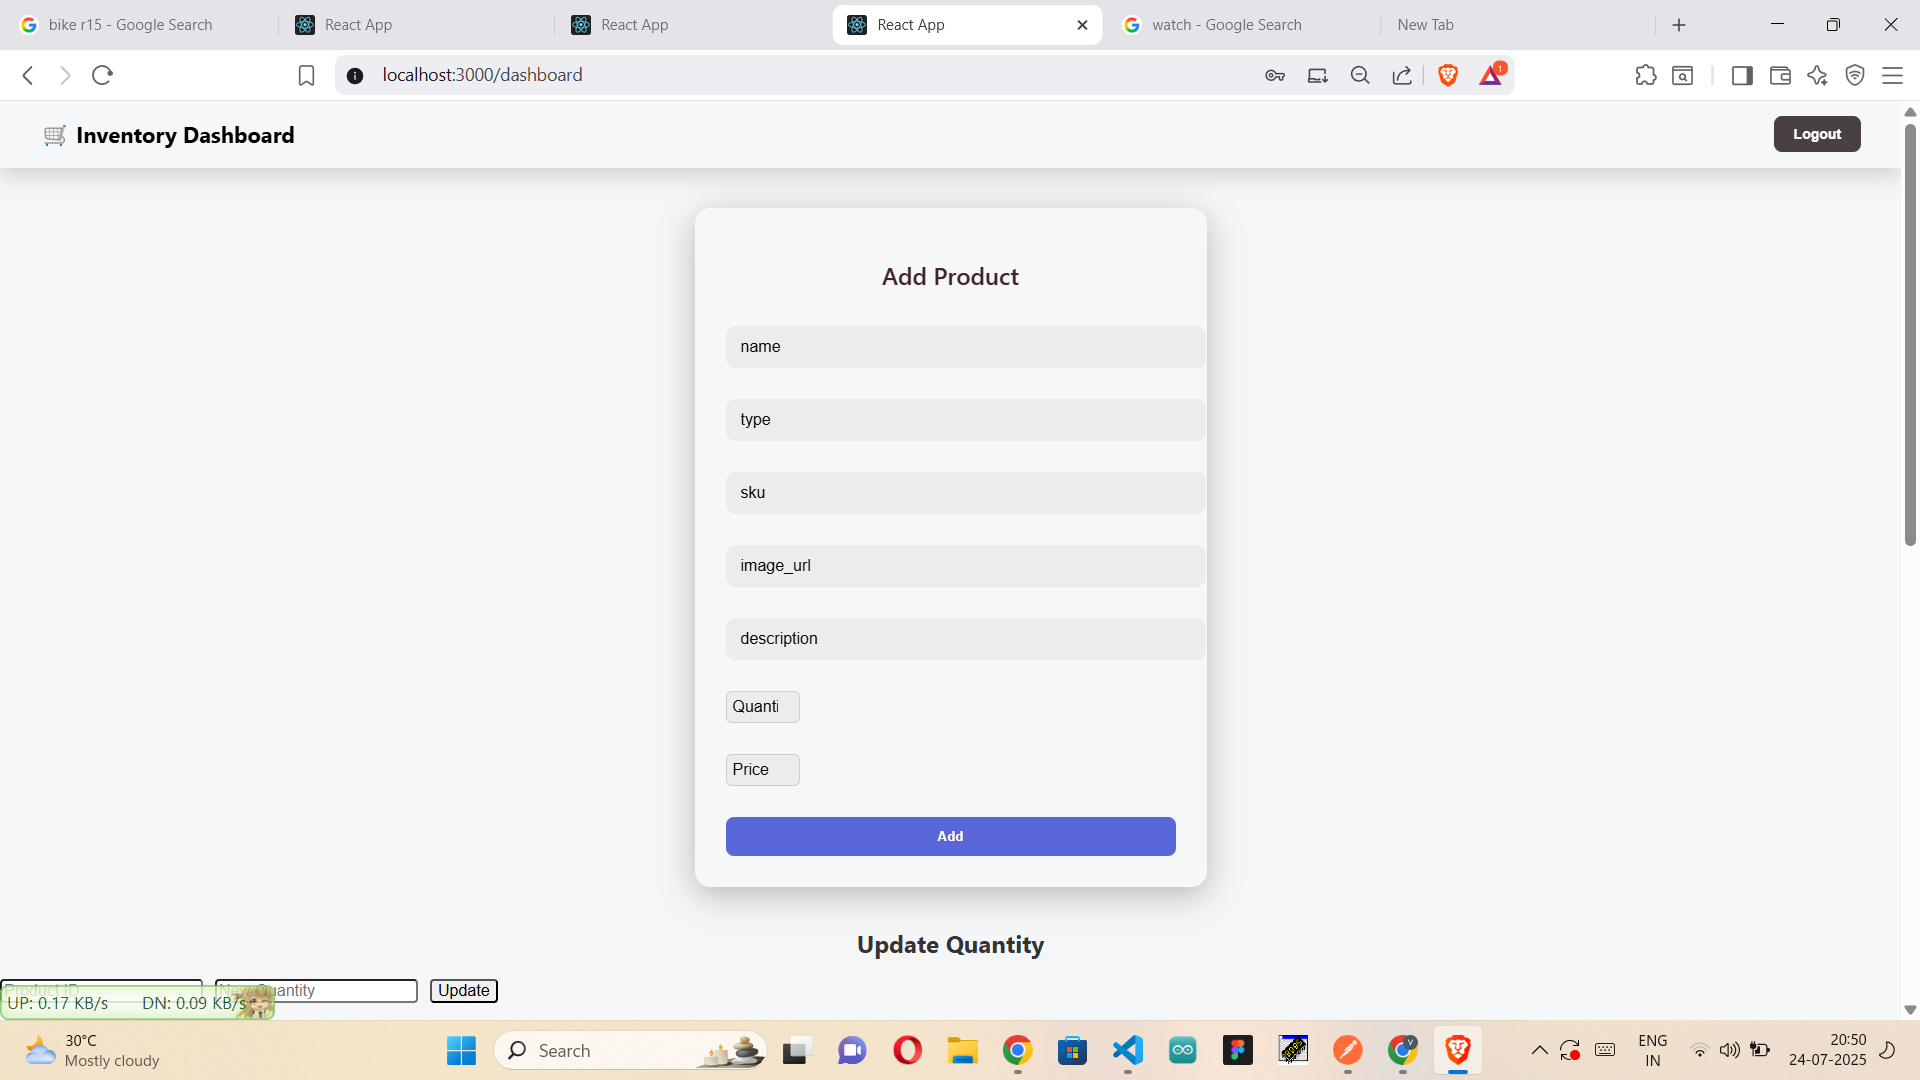 bike r15 - Google Search
React App
React App
React App
watch - Google Search
New Tab
localhost:3000/dashboard
1
Inventory Dashboard
Logout
Add Product
name
type
sku
image_url
description
Quanti
Price
Add
Update Quantity
Product ID
New Quantity
Update
UP: 0.17 KB/s DN: 0.09 KB/s
30°C
Mostly cloudy
Search
V
ENG
IN
20:50
24-07-2025